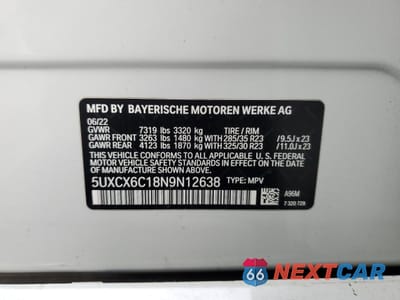 MFD BY BAYERISCHE MOTOREN WERKE AG
06/22
GVWR 7319 lbs 3320 kg TIRE / RIM
GAWR FRONT 3263 lbs 1480 kg WITH 285/35 R23 /9.5J x 23
GAWR REAR 4123 lbs 1870 kg WITH 325/30 R23 /11.0J x 23
THIS VEHICLE CONFORMS TO ALL APPLICABLE U.S. FEDERAL
MOTOR VEHICLE SAFETY STANDARDS IN EFFECT ON
THE DATE OF MANUFACTURE SHOWN ABOVE.
5UXCX6C18N9N12638 TYPE: MPV
A96M
7 320 729
66 NEXTCAR